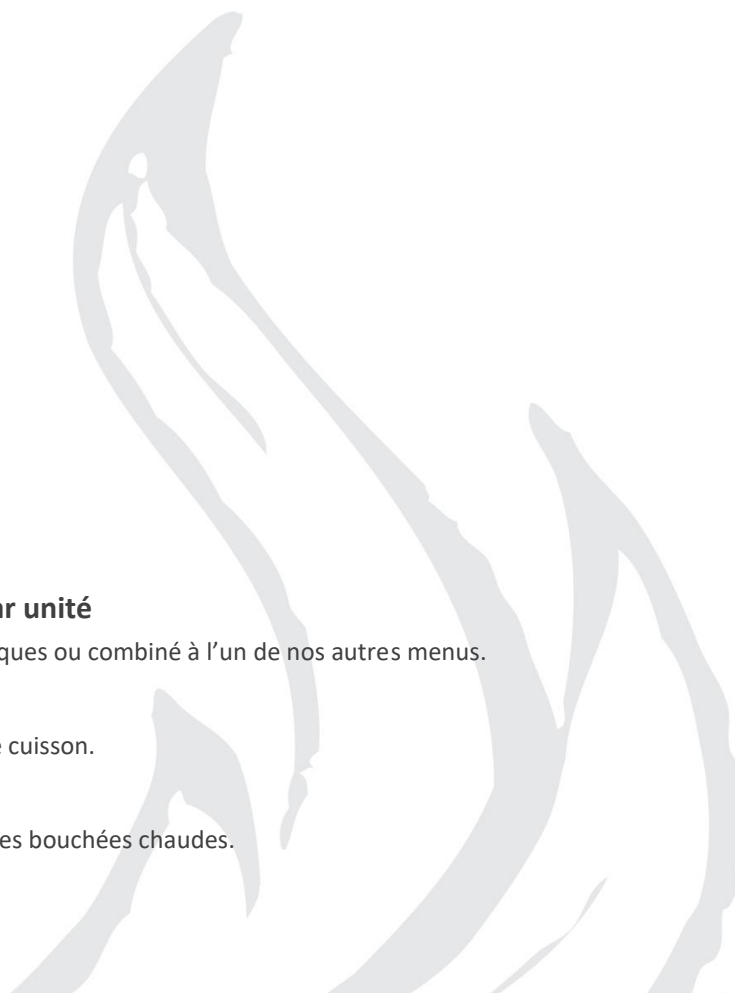 r unité
ques ou combiné à l’un de nos autres menus.
cuisson.
es bouchées chaudes.